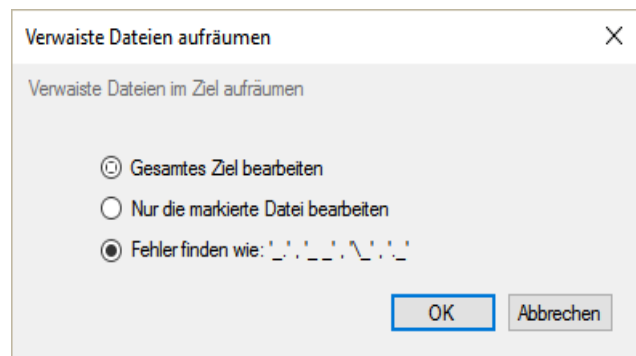 Verwaiste Dateien aufräumen
Verwaiste Dateien im Ziel aufräumen
Gesamtes Ziel bearbeiten
Nur die markierte Datei bearbeiten
Fehler finden wie: '_.' , '_ _' , '\_' , '._'
OK Abbrechen